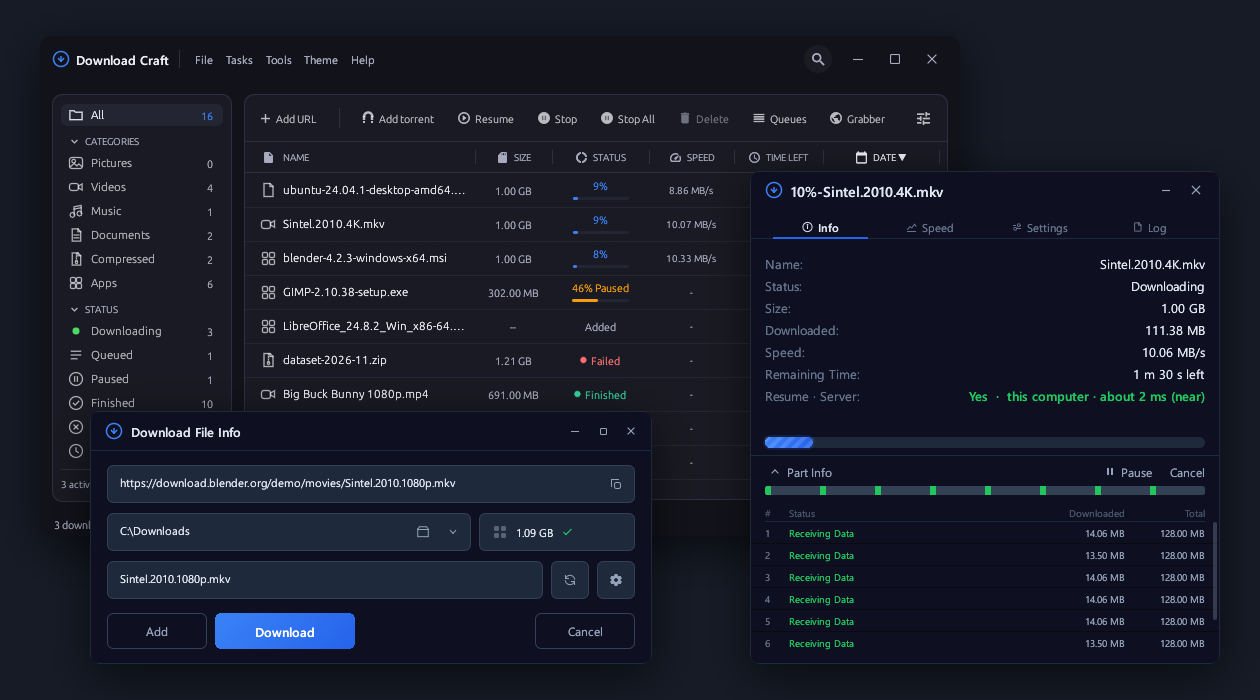 Download Craft File Tasks Tools Theme Help
All 16
CATEGORIES
Pictures 0
Videos 4
Music 1
Documents 2
Compressed 2
Apps 6
STATUS
Downloading 3
Queued 1
Paused 1
Finished 10
3 activ
3 downl
Add URL Add torrent Resume Stop Stop All Delete Queues Grabber
NAME SIZE STATUS SPEED TIME LEFT DATE▼
ubuntu-24.04.1-desktop-amd64.... 1.00 GB 9% 8.86 MB/s
Sintel.2010.4K.mkv 1.00 GB 9% 10.07 MB/s
blender-4.2.3-windows-x64.msi 1.00 GB 8% 10.33 MB/s
GIMP-2.10.38-setup.exe 302.00 MB 46% Paused -
LibreOffice_24.8.2_Win_x86-64.... – Added -
dataset-2026-11.zip 1.21 GB Failed -
Big Buck Bunny 1080p.mp4 691.00 MB Finished -
-
-
Download File Info
https://download.blender.org/demo/movies/Sintel.2010.1080p.mkv
C:\Downloads 1.09 GB
Sintel.2010.1080p.mkv
Add Download Cancel
10%-Sintel.2010.4K.mkv
Info Speed Settings Log
Name: Sintel.2010.4K.mkv
Status: Downloading
Size: 1.00 GB
Downloaded: 111.38 MB
Speed: 10.06 MB/s
Remaining Time: 1 m 30 s left
Resume · Server: Yes · this computer · about 2 ms (near)
Part Info Pause Cancel
# Status Downloaded Total
1 Receiving Data 14.06 MB 128.00 MB
2 Receiving Data 13.50 MB 128.00 MB
3 Receiving Data 14.06 MB 128.00 MB
4 Receiving Data 14.06 MB 128.00 MB
5 Receiving Data 14.06 MB 128.00 MB
6 Receiving Data 13.50 MB 128.00 MB